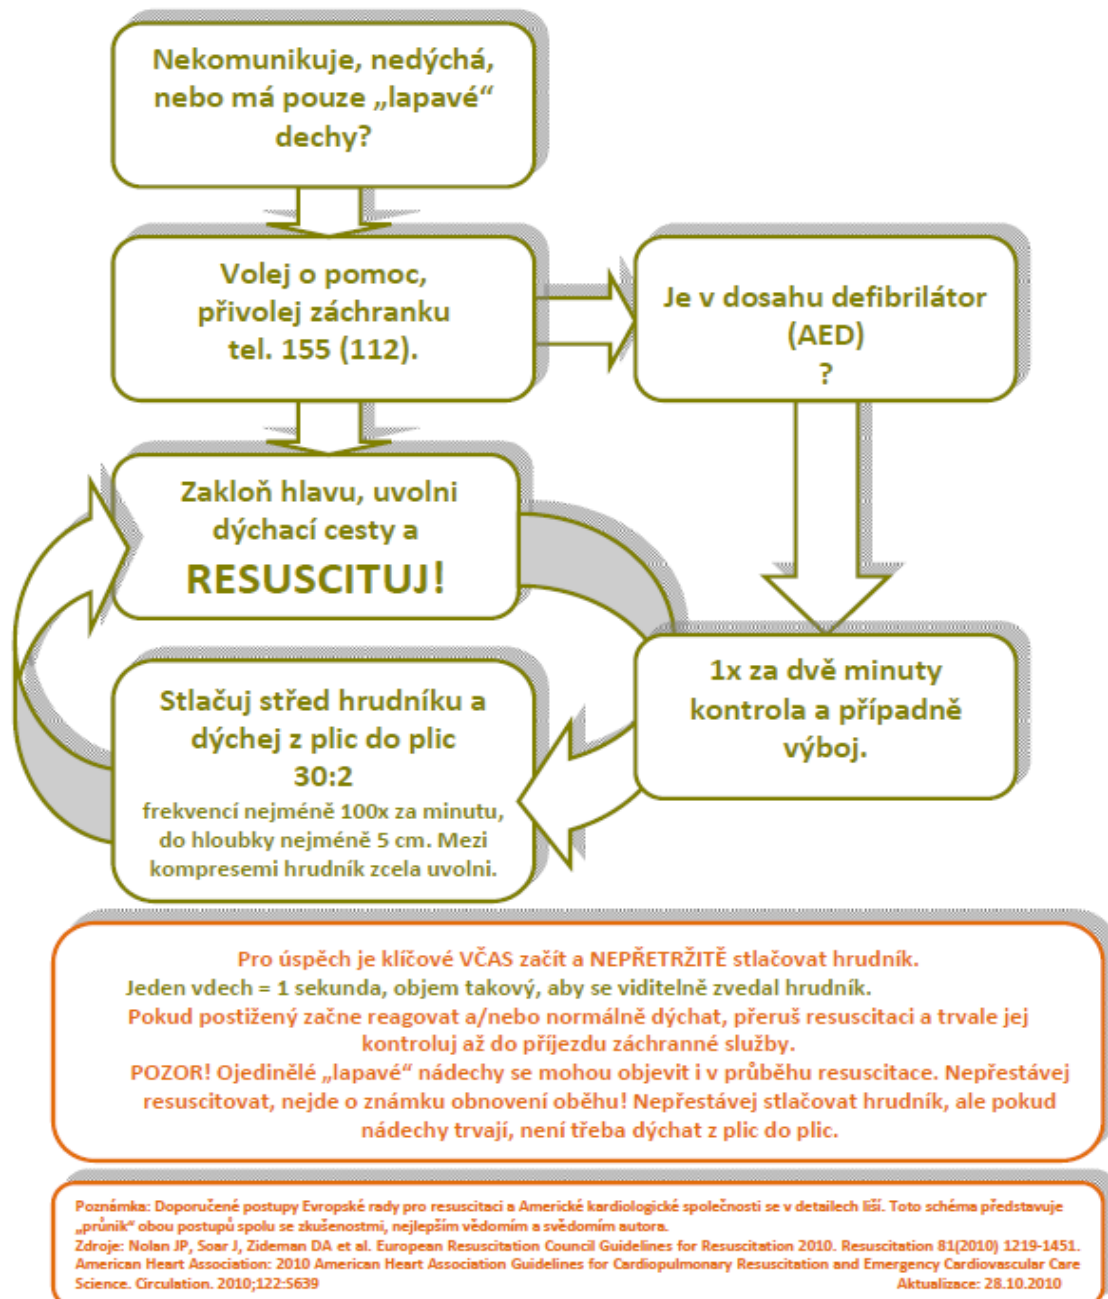 Nekomunikuje, nedýchá,
nebo má pouze „lapavé“
dechy?
Volej o pomoc,
přivolej záchranku
tel. 155 (112).
Je v dosahu defibrilátor
(AED)
?
Zakloň hlavu, uvolni
dýchací cesty a
RESUSCITUJ!
1x za dvě minuty
kontrola a případně
výboj.
Stlačuj střed hrudníku a
dýchej z plic do plic
30:2
frekvencí nejméně 100x za minutu,
do hloubky nejméně 5 cm. Mezi
kompresemi hrudník zcela uvolni.
Pro úspěch je klíčové VČAS začít a NEPŘETRŽITĚ stlačovat hrudník.
Jeden vdech = 1 sekunda, objem takový, aby se viditelně zvedal hrudník.
Pokud postižený začne reagovat a/nebo normálně dýchat, přeruš resuscitaci a trvale jej
kontroluj až do příjezdu záchranné služby.
POZOR! Ojedinělé „lapavé“ nádechy se mohou objevit i v průběhu resuscitace. Nepřestávej
resuscitovat, nejde o známku obnovení oběhu! Nepřestávej stlačovat hrudník, ale pokud
nádechy trvají, není třeba dýchat z plic do plic.
Poznámka: Doporučené postupy Evropské rady pro resuscitaci a Americké kardiologické společnosti se v detailech liší. Toto schéma představuje
„průnik“ obou postupů spolu se zkušenostmi, nejlepším vědomím a svědomím autora.
Zdroje: Nolan JP, Soar J, Zideman DA et al. European Resuscitation Council Guidelines for Resuscitation 2010. Resuscitation 81(2010) 1219-1451.
American Heart Association: 2010 American Heart Association Guidelines for Cardiopulmonary Resuscitation and Emergency Cardiovascular Care
Science. Circulation. 2010;122:S639 Aktualizace: 28.10.2010